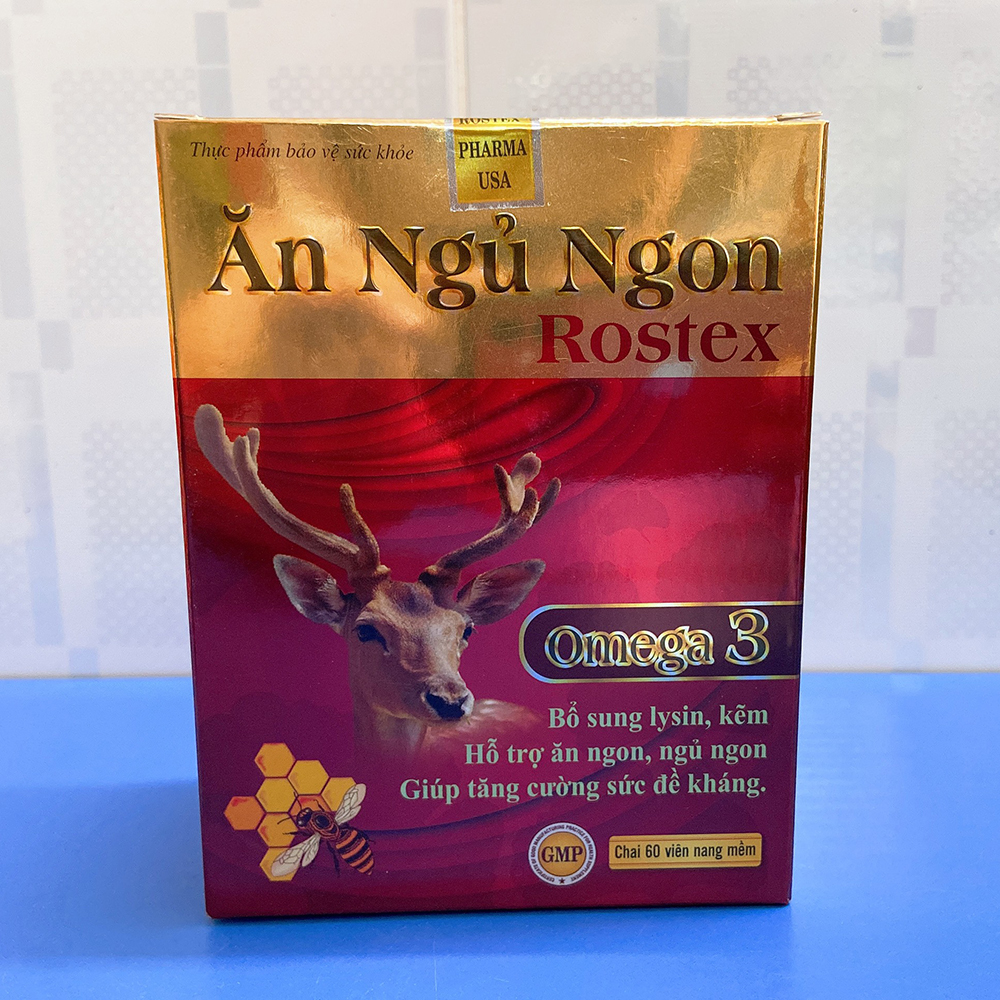 Thực phẩm bảo vệ sức khỏe
ROSTEX
PHARMA
USA
Ăn Ngủ Ngon
Rostex
Omega 3
Bổ sung lysin, kẽm
Hỗ trợ ăn ngon, ngủ ngon
Giúp tăng cường sức đề kháng.
GMP
Chai 60 viên nang mềm